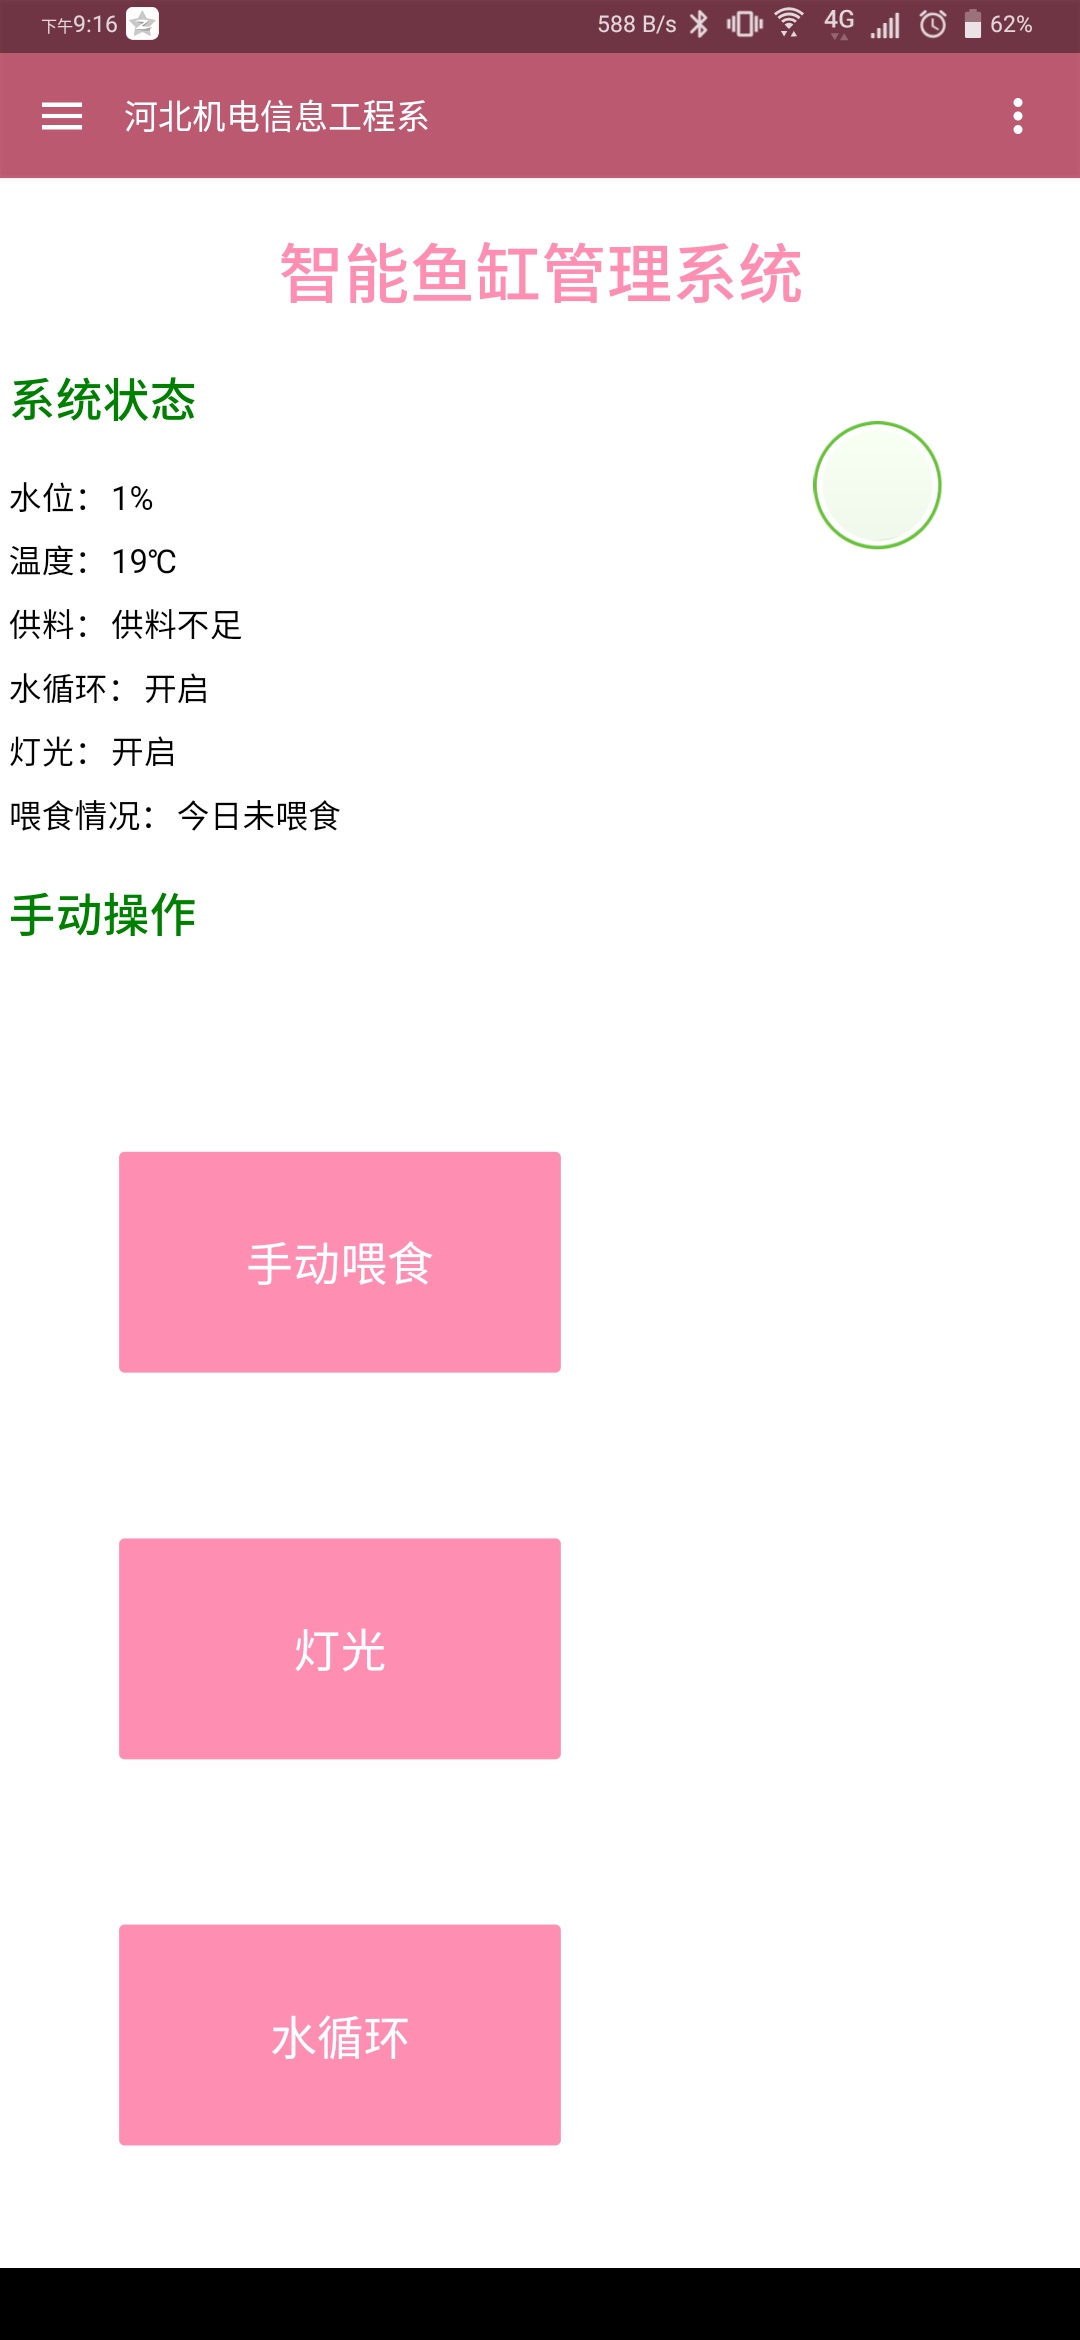 下午9:16 588 B/s 4G 62%
河北机电信息工程系
智能鱼缸管理系统
系统状态
水位：1%
温度：19℃
供料：供料不足
水循环：开启
灯光：开启
喂食情况：今日未喂食
手动操作
手动喂食
灯光
水循环